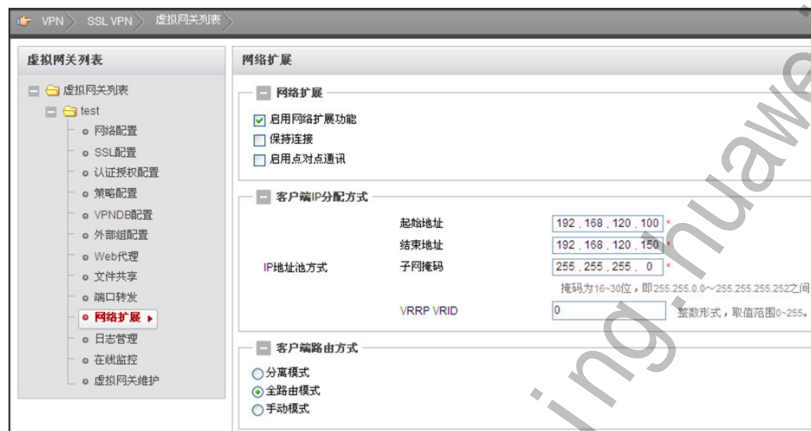 VPN SSL VPN 虚拟网关列表
虚拟网关列表
虚拟网关列表
test
网络配置
SSL配置
认证授权配置
策略配置
VPNDB配置
外部组配置
Web代理
文件共享
端口转发
网络扩展
日志管理
在线监控
虚拟网关维护
网络扩展
网络扩展
启用网络扩展功能
保持连接
启用点对点通讯
客户端IP分配方式
IP地址池方式
起始地址 192 . 168 . 120 . 100 *
结束地址 192 . 168 . 120 . 150 *
子网掩码 255 . 255 . 255 . 0 *
掩码为16~30位，即255.255.0.0～255.255.255.252之间
VRRP VRID 0 整数形式，取值范围0~255。
客户端路由方式
分离模式
全路由模式
手动模式
ing.huawe